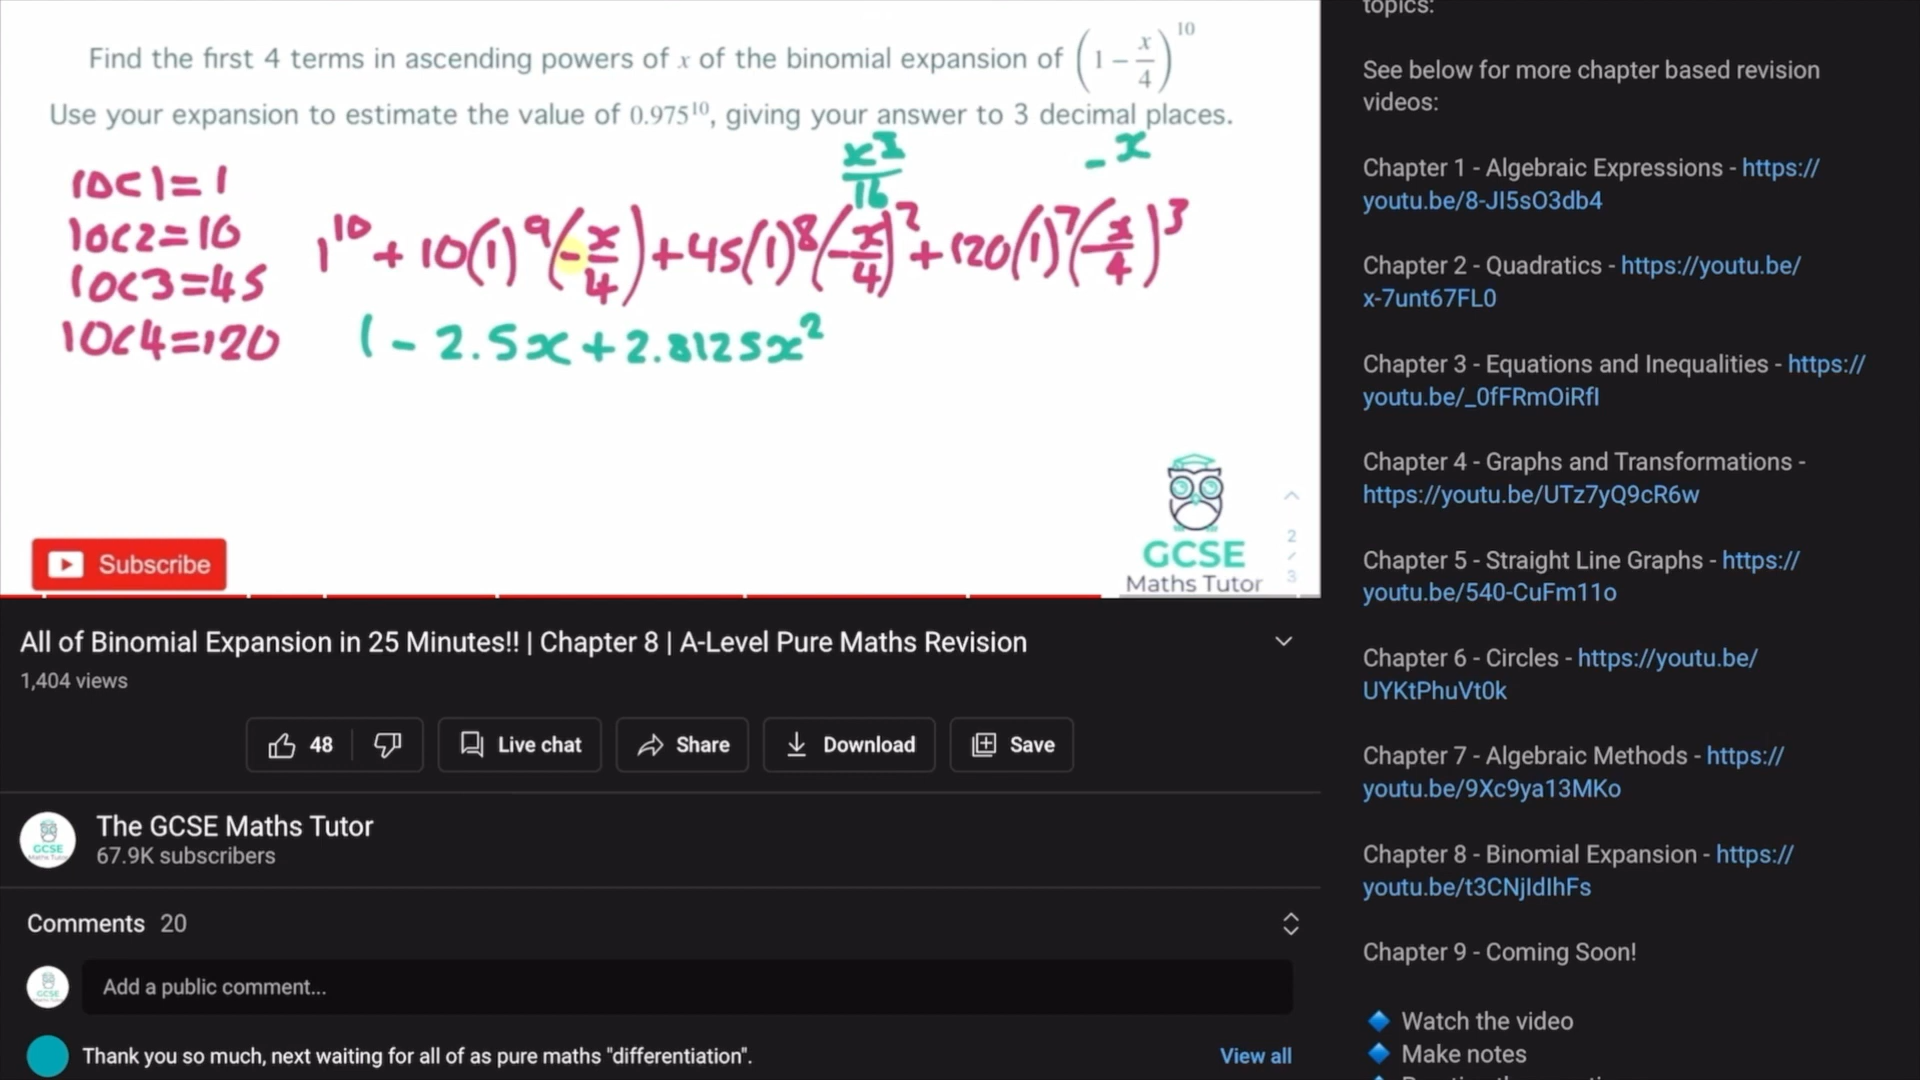 Find the first 4 terms in ascending powers of x of the binomial expansion of (1 − x/4)^10
Use your expansion to estimate the value of 0.975^10, giving your answer to 3 decimal places.
x^2/16
-x
10C1=1
10C2=10
10C3=45
10C4=120
1^10 + 10(1)^9(-x/4) + 45(1)^8(-x/4)^2 + 120(1)^7(-x/4)^3
1 - 2.5x + 2.8125x^2
GCSE
Maths Tutor
2
/
3
Subscribe
All of Binomial Expansion in 25 Minutes!! | Chapter 8 | A-Level Pure Maths Revision
1,404 views
48
Live chat
Share
Download
Save
GCSE
The GCSE Maths Tutor
67.9K subscribers
Comments 20
Add a public comment...
Thank you so much, next waiting for all of as pure maths "differentiation".
View all
topics:
See below for more chapter based revision
videos:
Chapter 1 - Algebraic Expressions - https://
youtu.be/8-JI5sO3db4
Chapter 2 - Quadratics - https://youtu.be/
x-7unt67FL0
Chapter 3 - Equations and Inequalities - https://
youtu.be/_0fFRmOiRfI
Chapter 4 - Graphs and Transformations -
https://youtu.be/UTz7yQ9cR6w
Chapter 5 - Straight Line Graphs - https://
youtu.be/540-CuFm11o
Chapter 6 - Circles - https://youtu.be/
UYKtPhuVt0k
Chapter 7 - Algebraic Methods - https://
youtu.be/9Xc9ya13MKo
Chapter 8 - Binomial Expansion - https://
youtu.be/t3CNjIdIhFs
Chapter 9 - Coming Soon!
Watch the video
Make notes